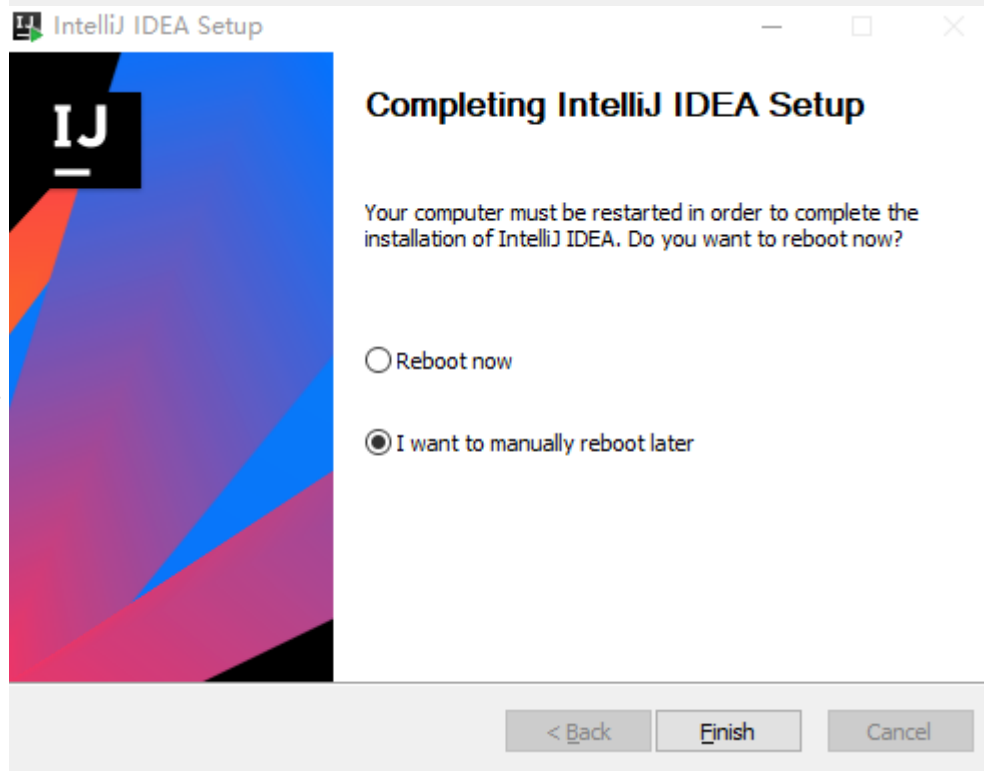 IntelliJ IDEA Setup
IJ
Completing IntelliJ IDEA Setup
Your computer must be restarted in order to complete the
installation of IntelliJ IDEA. Do you want to reboot now?
Reboot now
I want to manually reboot later
< Back
Finish
Cancel